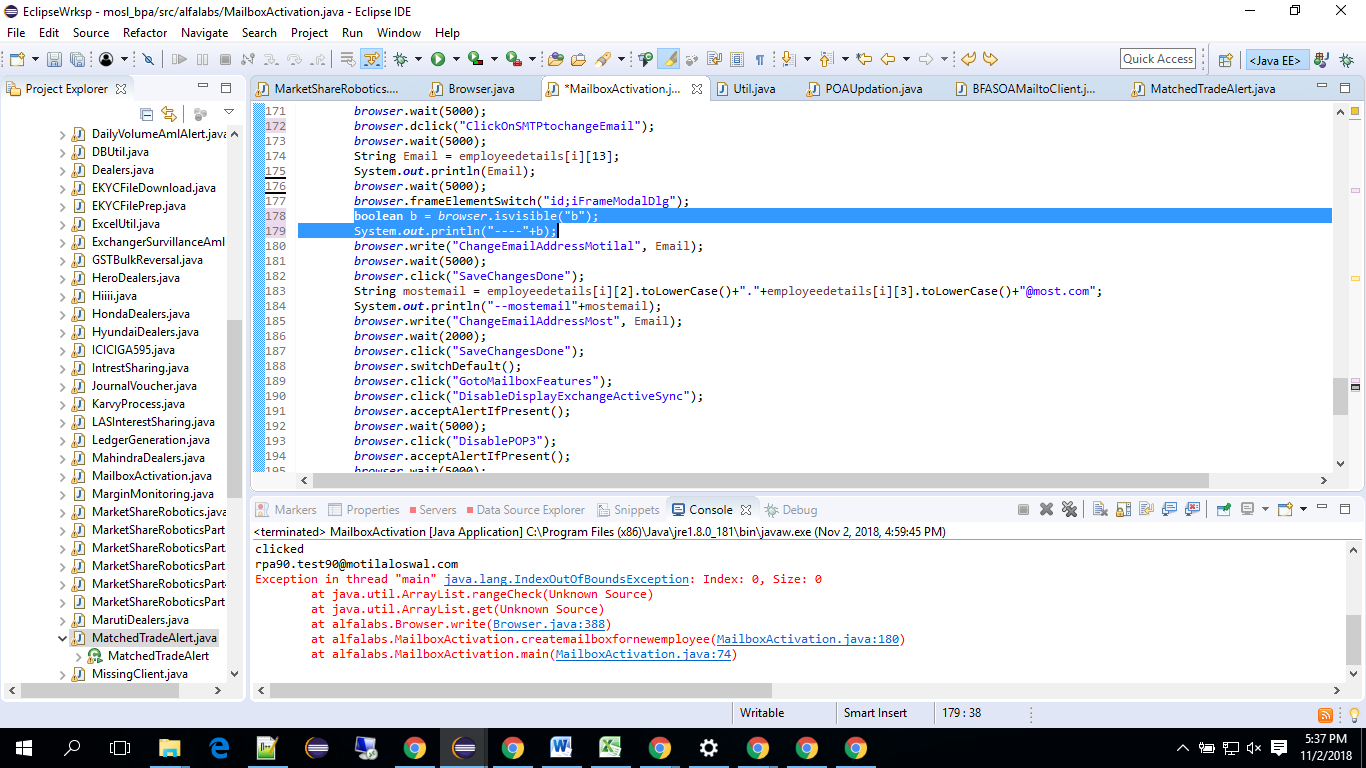 EclipseWrksp - mosl_bpa/src/alfalabs/MailboxActivation.java - Eclipse IDE
File Edit Source Refactor Navigate Search Project Run Window Help
Quick Access
<Java EE>
Project Explorer
MarketShareRobotics....
Browser.java
*MailboxActivation.j...
Util.java
POAUpdation.java
BFASOAMailtoClient.j...
MatchedTradeAlert.java
DailyVolumeAmlAlert.java
DBUtil.java
Dealers.java
EKYCFileDownload.java
EKYCFilePrep.java
ExcelUtil.java
ExchangerSurvillanceAml
GSTBulkReversal.java
HeroDealers.java
Hiiii.java
HondaDealers.java
HyundaiDealers.java
ICICIGA595.java
IntrestSharing.java
JournalVoucher.java
KarvyProcess.java
LASInterestSharing.java
LedgerGeneration.java
MahindraDealers.java
MailboxActivation.java
MarginMonitoring.java
MarketShareRobotics.java
MarketShareRoboticsPart
MarketShareRoboticsPart
MarketShareRoboticsPart
MarketShareRoboticsPart
MarketShareRoboticsPart
MarutiDealers.java
MatchedTradeAlert.java
MatchedTradeAlert
MissingClient.java
171 browser.wait(5000);
172 browser.dclick("ClickOnSMTPtochangeEmail");
173 browser.wait(5000);
174 String Email = employeedetails[i][13];
175 System.out.println(Email);
176 browser.wait(5000);
177 browser.frameElementSwitch("id;iFrameModalDlg");
178 boolean b = browser.isvisible("b");
179 System.out.println("----"+b);
180 browser.write("ChangeEmailAddressMotilal", Email);
181 browser.wait(5000);
182 browser.click("SaveChangesDone");
183 String mostemail = employeedetails[i][2].toLowerCase()+"."+employeedetails[i][3].toLowerCase()+"@most.com";
184 System.out.println("--mostemail"+mostemail);
185 browser.write("ChangeEmailAddressMost", Email);
186 browser.wait(2000);
187 browser.click("SaveChangesDone");
188 browser.switchDefault();
189 browser.click("GotoMailboxFeatures");
190 browser.click("DisableDisplayExchangeActiveSync");
191 browser.acceptAlertIfPresent();
192 browser.wait(5000);
193 browser.click("DisablePOP3");
194 browser.acceptAlertIfPresent();
195 browser.wait(5000);
Markers Properties Servers Data Source Explorer Snippets Console Debug
<terminated> MailboxActivation [Java Application] C:\Program Files (x86)\Java\jre1.8.0_181\bin\javaw.exe (Nov 2, 2018, 4:59:45 PM)
clicked
rpa90.test90@motilaloswal.com
Exception in thread "main" java.lang.IndexOutOfBoundsException: Index: 0, Size: 0
at java.util.ArrayList.rangeCheck(Unknown Source)
at java.util.ArrayList.get(Unknown Source)
at alfalabs.Browser.write(Browser.java:388)
at alfalabs.MailboxActivation.createmailboxfornewemployee(MailboxActivation.java:180)
at alfalabs.MailboxActivation.main(MailboxActivation.java:74)
Writable
Smart Insert
179 : 38
5:37 PM
11/2/2018